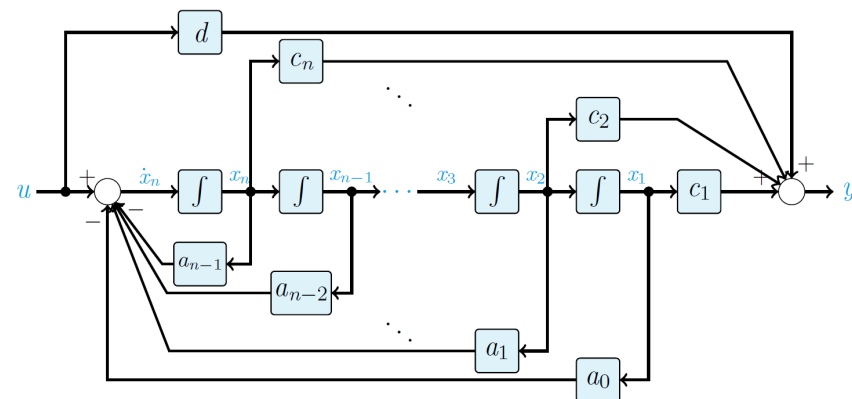 d
c_n
⋱
c_2
u + ẋ_n ∫ x_n ∫ x_{n−1} ⋯ x_3 ∫ x_2 ∫ x_1 c_1 + + y
− −
a_{n−1}
a_{n−2}
⋱
a_1
a_0